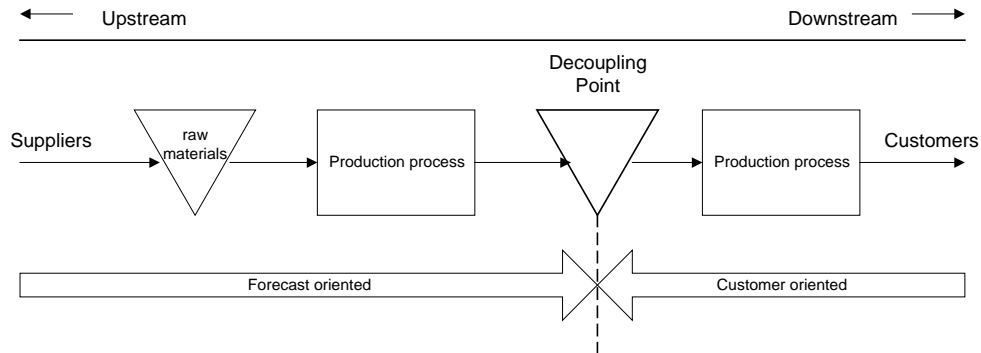 Upstream
Downstream
Decoupling
Point
Suppliers
raw
materials
Production process
Production process
Customers
Forecast oriented
Customer oriented